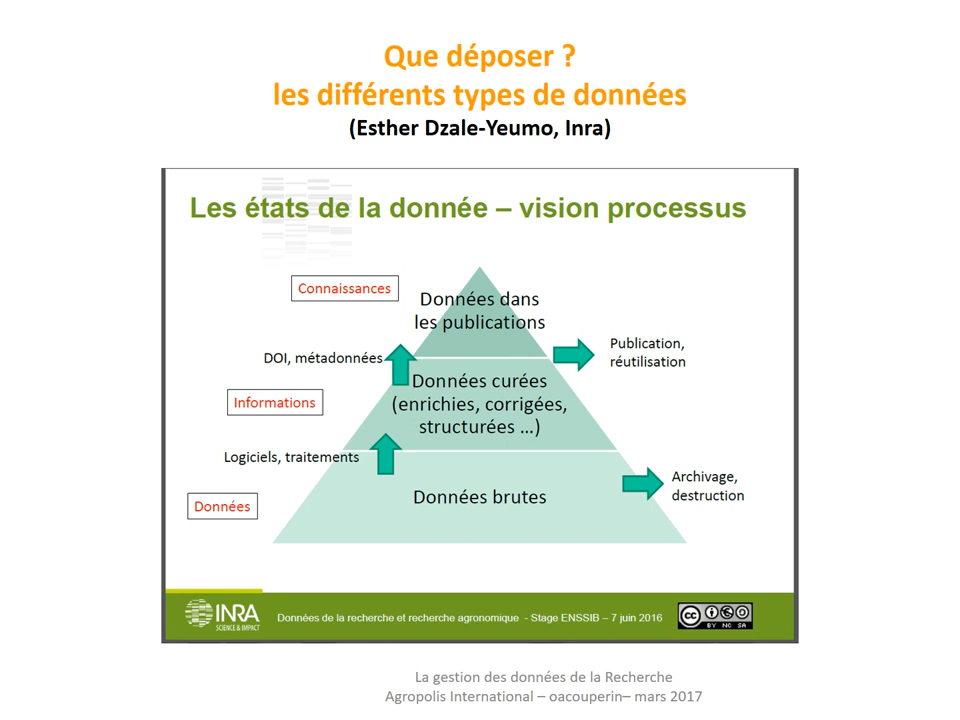 Que déposer ?
les différents types de données
(Esther Dzale-Yeumo, Inra)
Les états de la donnée – vision processus
Connaissances
Données dans
les publications
Publication,
réutilisation
DOI, métadonnées
Données curées
(enrichies, corrigées,
structurées …)
Informations
Logiciels, traitements
Archivage,
destruction
Données brutes
Données
INRA
SCIENCE & IMPACT
Données de la recherche et recherche agronomique - Stage ENSSIB – 7 juin 2016
cc
BY NC SA
La gestion des données de la Recherche
Agropolis International – oacouperin– mars 2017